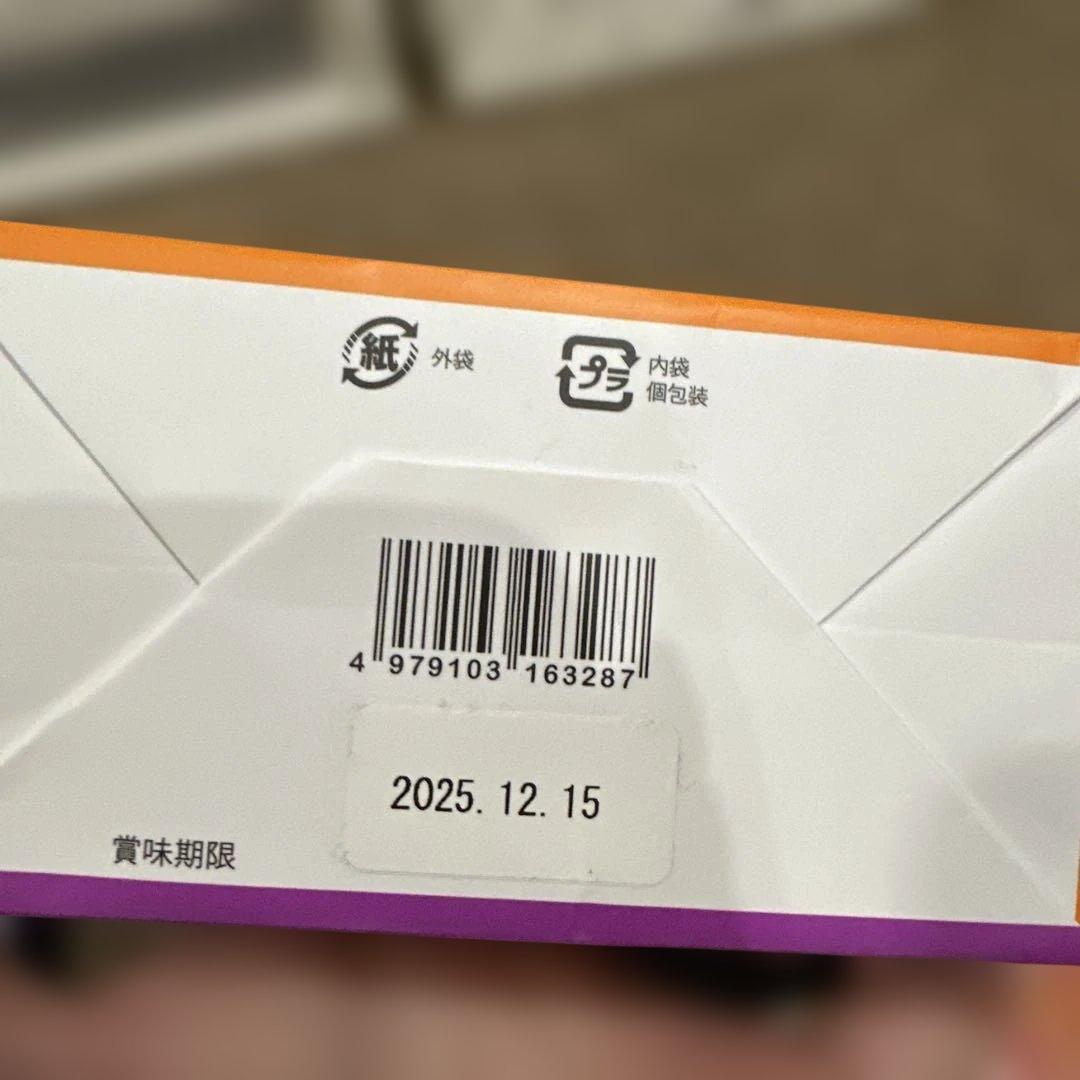 紙 外袋
プラ 内袋
個包装
4 979103 163287
2025.12.15
賞味期限